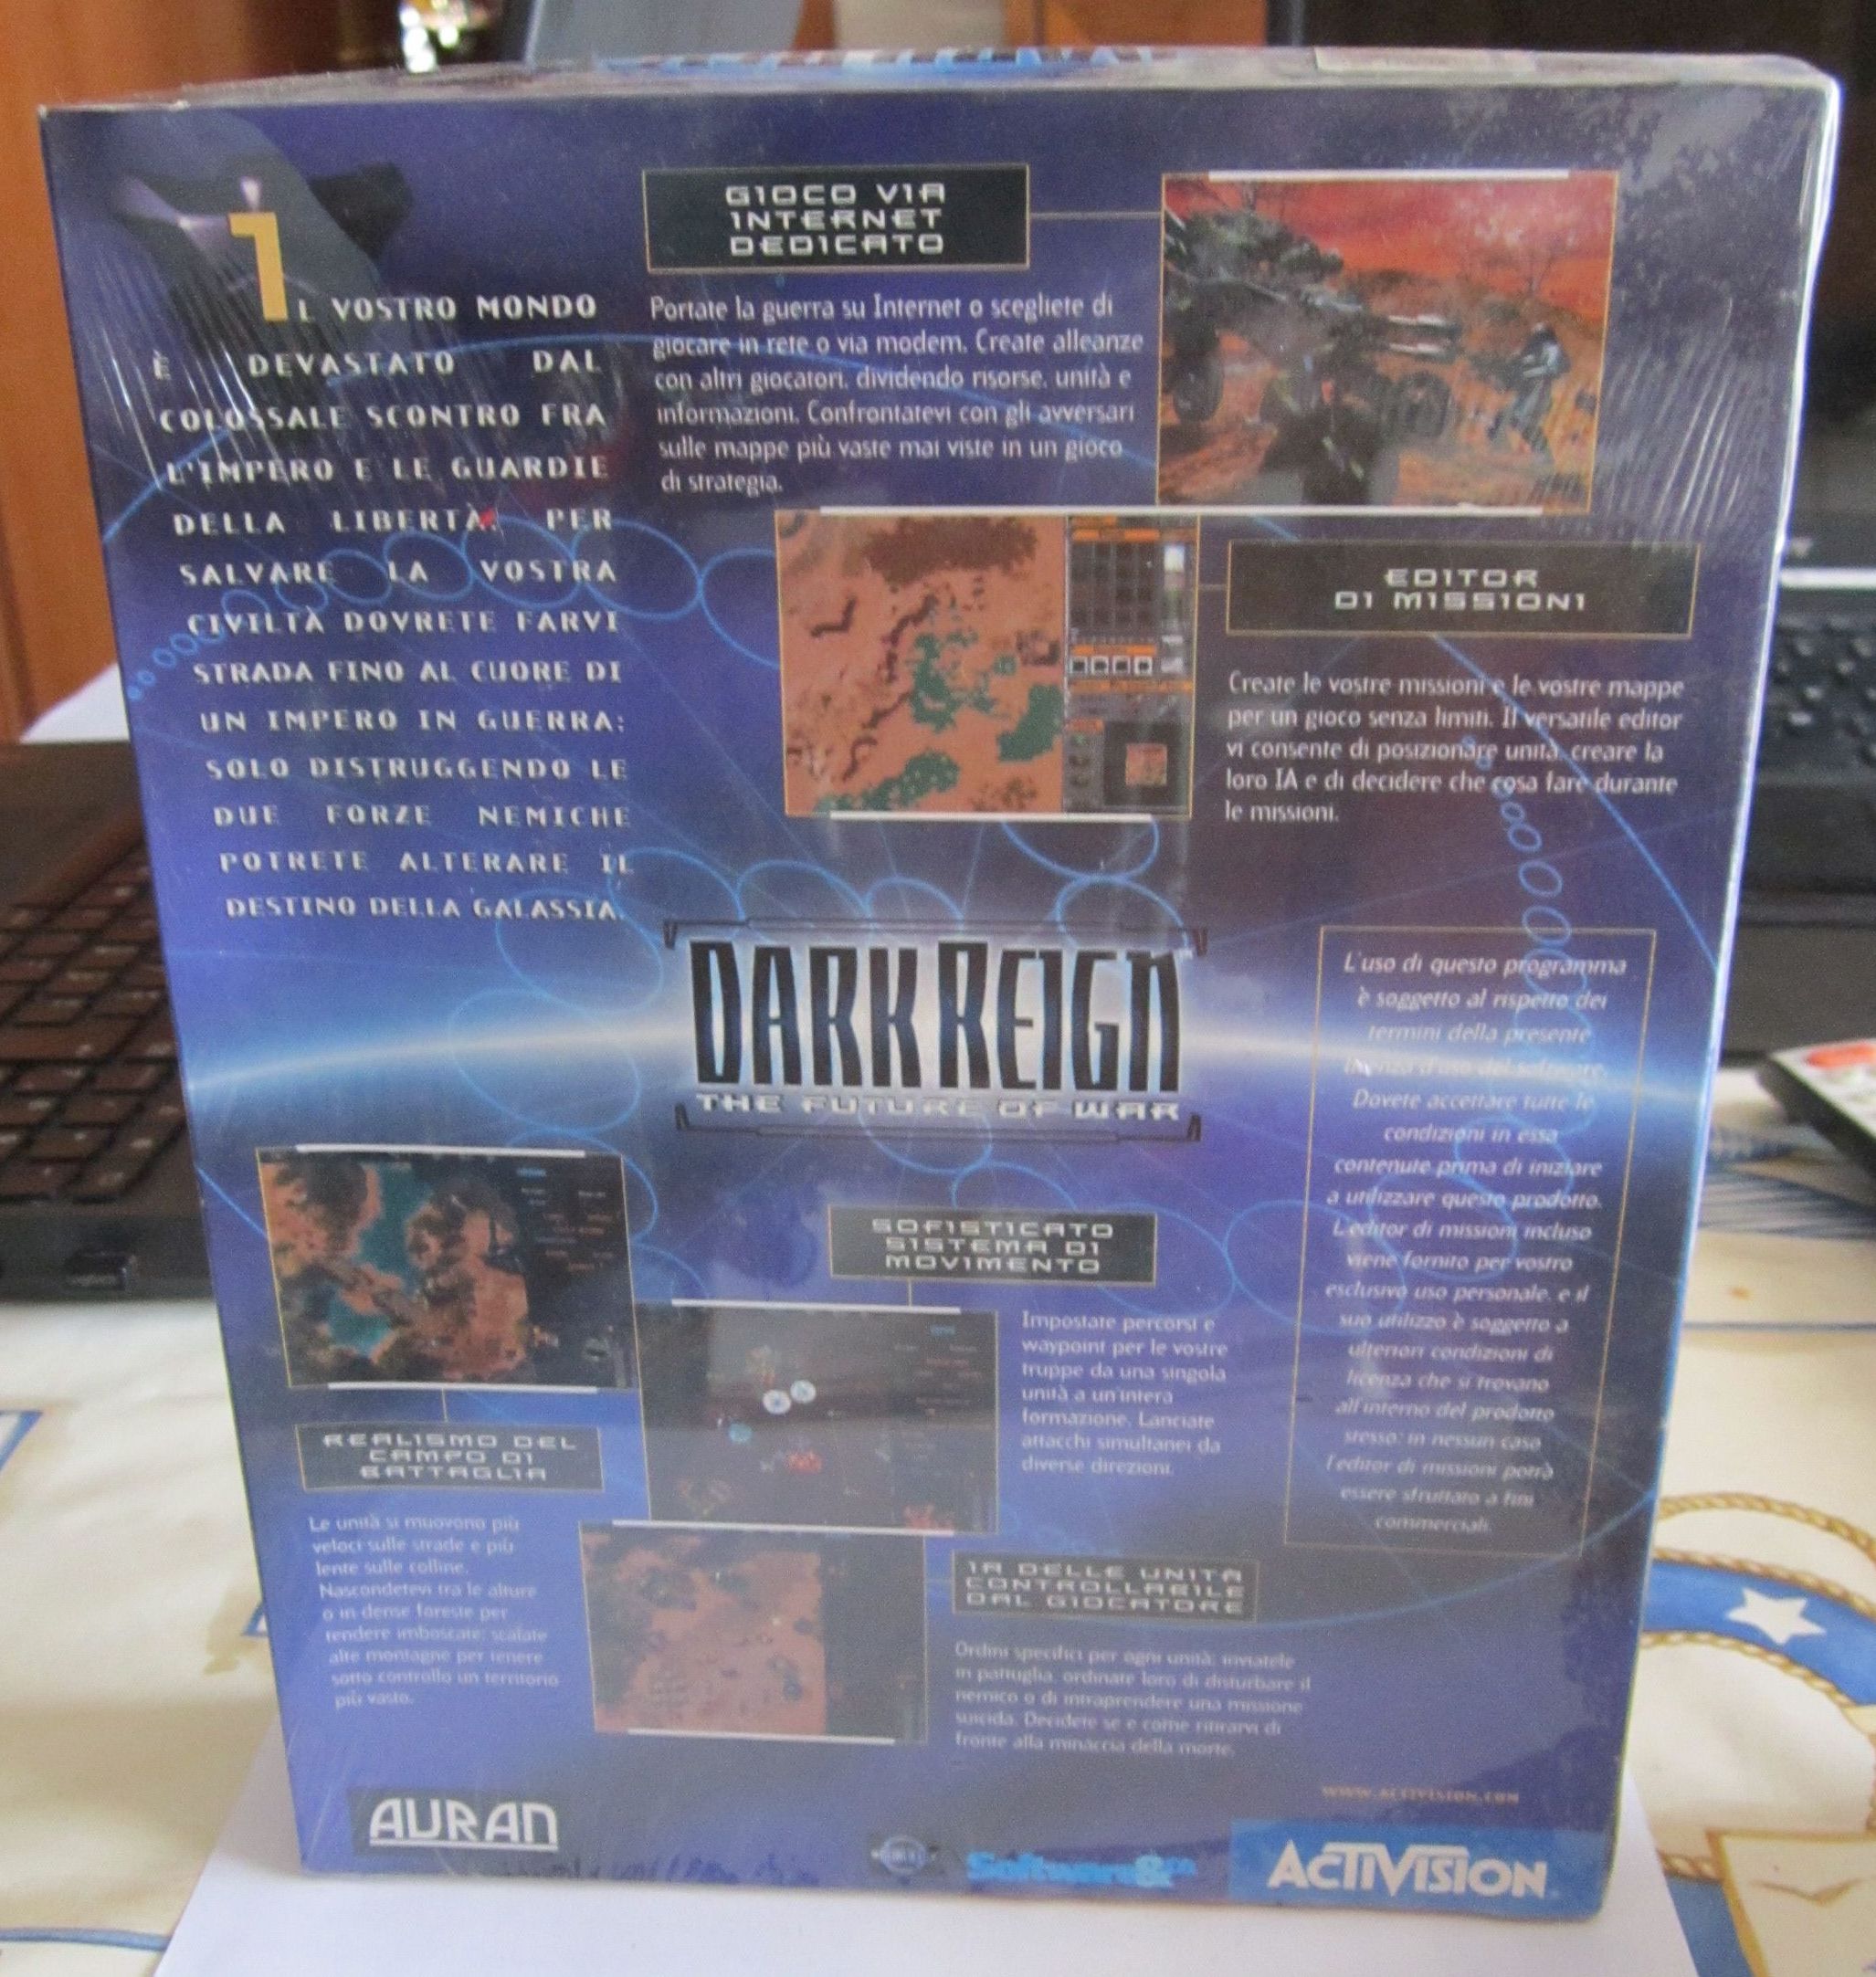 IL VOSTRO MONDO
È DEVASTATO DAL
COLOSSALE SCONTRO FRA
L'IMPERO E LE GUARDIE
DELLA LIBERTÀ. PER
SALVARE LA VOSTRA
CIVILTÀ DOVRETE FARVI
STRADA FINO AL CUORE DI
UN IMPERO IN GUERRA:
SOLO DISTRUGGENDO LE
DUE FORZE NEMICHE
POTRETE ALTERARE IL
DESTINO DELLA GALASSIA.
GIOCO VIA
INTERNET
DEDICATO
Portate la guerra su Internet o scegliete di
giocare in rete o via modem. Create alleanze
con altri giocatori, dividendo risorse, unità e
informazioni. Confrontatevi con gli avversari
sulle mappe più vaste mai viste in un gioco
di strategia.
EDITOR
DI MISSIONI
Create le vostre missioni e le vostre mappe
per un gioco senza limiti. Il versatile editor
vi consente di posizionare unità, creare la
loro IA e di decidere che cosa fare durante
le missioni.
DARK REIGN
THE FUTURE OF WAR
L'uso di questo programma
è soggetto al rispetto dei
termini della presente
licenza d'uso del software.
Dovete accettare tutte le
condizioni in essa
contenute prima di iniziare
a utilizzare questo prodotto.
L'editor di missioni incluso
viene fornito per vostro
esclusivo uso personale, e il
suo utilizzo è soggetto a
ulteriori condizioni di
licenza che si trovano
all'interno del prodotto
stesso: in nessun caso
l'editor di missioni potrà
essere sfruttato a fini
commerciali.
SOFISTICATO
SISTEMA DI
MOVIMENTO
Impostate percorsi e
waypoint per le vostre
truppe da una singola
unità a un'intera
formazione. Lanciate
attacchi simultanei da
diverse direzioni.
REALISMO DEL
CAMPO DI
BATTAGLIA
Le unità si muovono più
veloci sulle strade e più
lente sulle colline.
Nascondetevi tra le alture
o in dense foreste per
tendere imboscate: scalate
alte montagne per tenere
sotto controllo un territorio
più vasto.
IA DELLE UNITÀ
CONTROLLABILE
DAL GIOCATORE
Ordini specifici per ogni unità: inviatele
in pattuglia, ordinate loro di disturbare il
nemico o di intraprendere una missione
suicida. Decidete se e come ritirarvi di
fronte alla minaccia della morte.
WWW.ACTIVISION.COM
AURAN
Software & Co
ACTIVISION